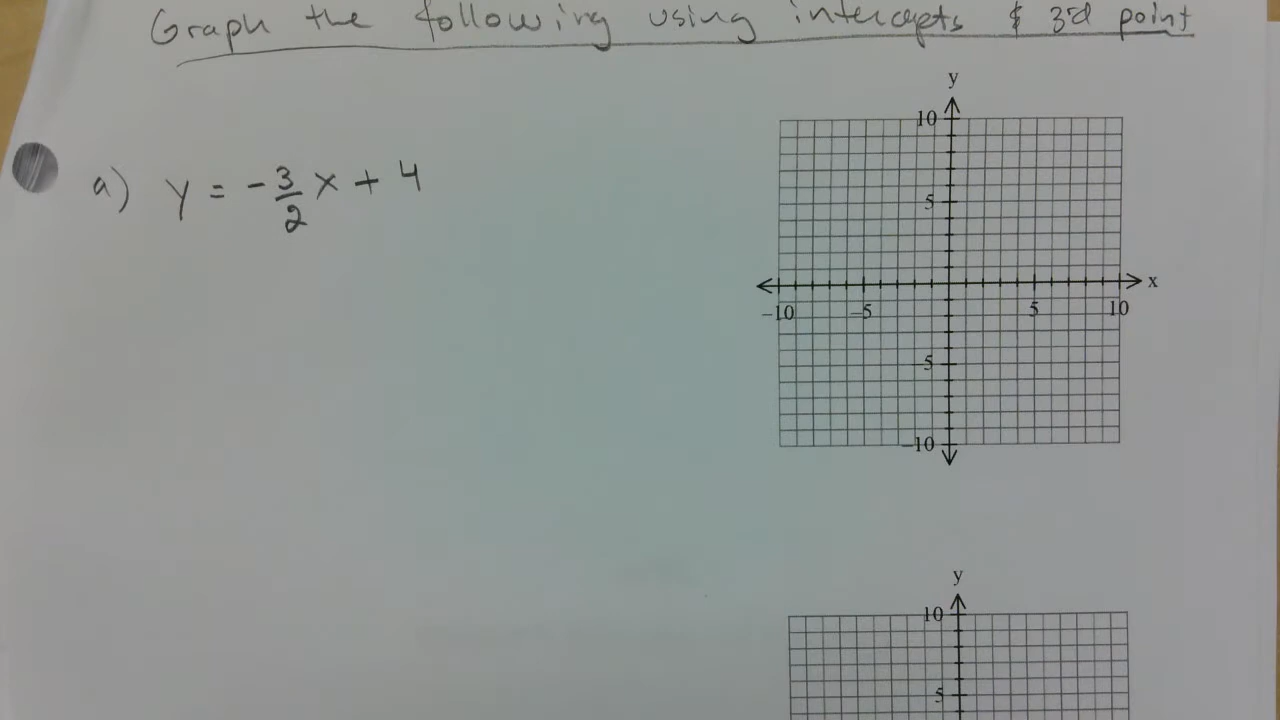 Graph the following using intercepts & 3rd point
a) y = -3/2 x + 4
y
10
5
x
-10 -5 5 10
-5
-10
y
10
5